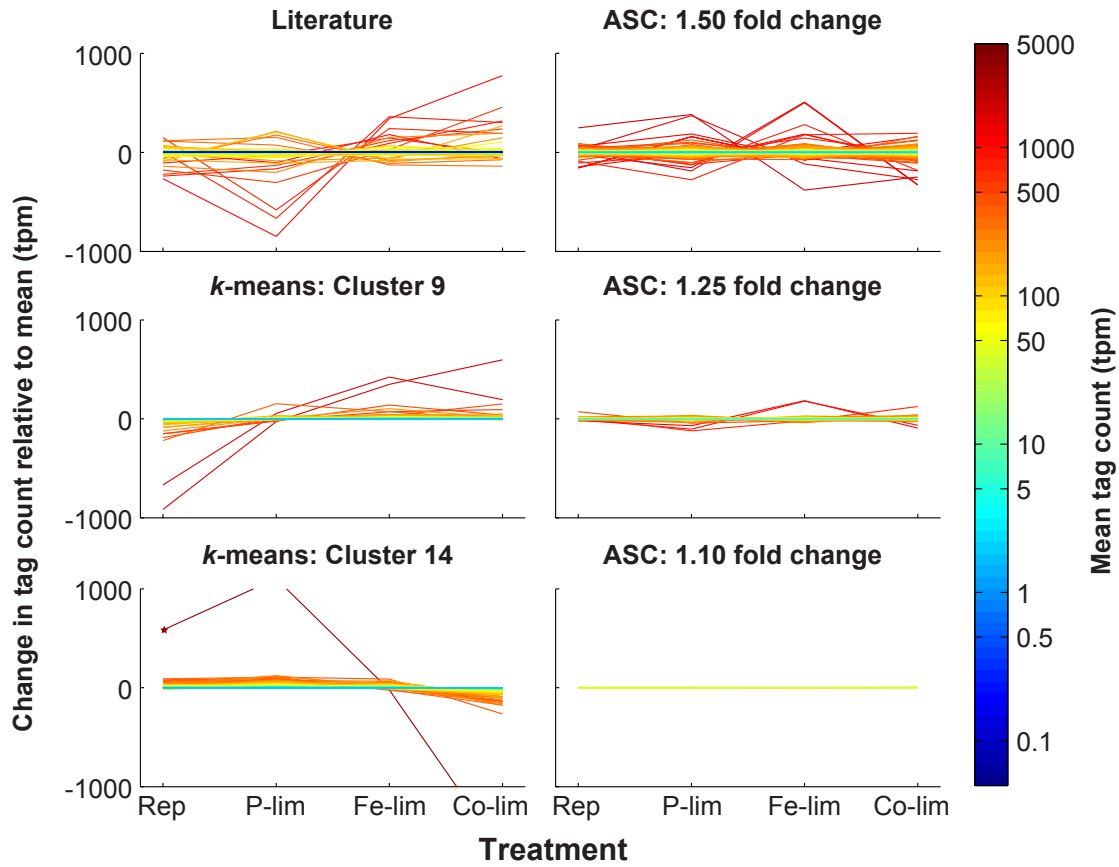 Literature
ASC: 1.50 fold change
1000
0
-1000
k-means: Cluster 9
ASC: 1.25 fold change
1000
0
-1000
k-means: Cluster 14
ASC: 1.10 fold change
1000
0
-1000
Rep P-lim Fe-lim Co-lim
Rep P-lim Fe-lim Co-lim
Treatment
Change in tag count relative to mean (tpm)
5000
1000
500
100
50
10
5
1
0.5
0.1
Mean tag count (tpm)